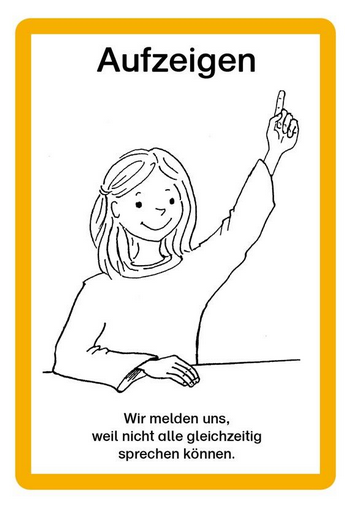 Aufzeigen
Wir melden uns,
weil nicht alle gleichzeitig
sprechen können.